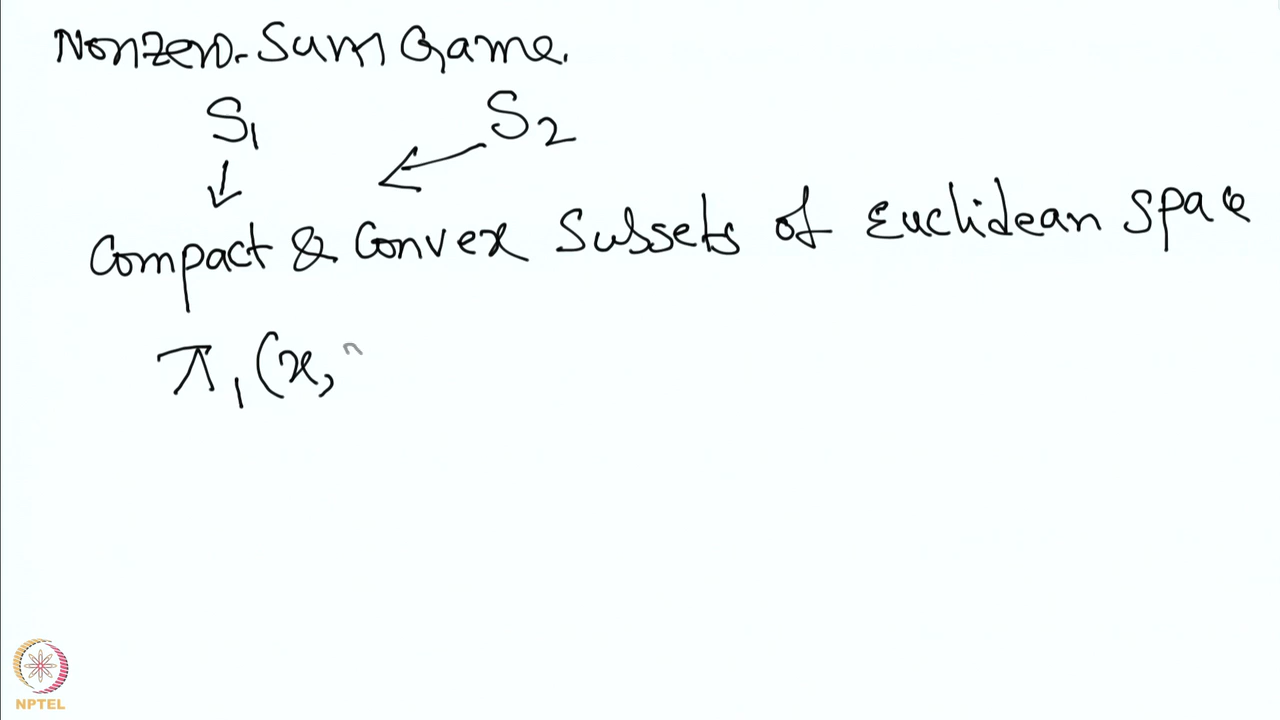 Nonzero-Sum Game.
S₁ S₂
Compact & Convex Subsets of Euclidean Space
π₁(x,
NPTEL